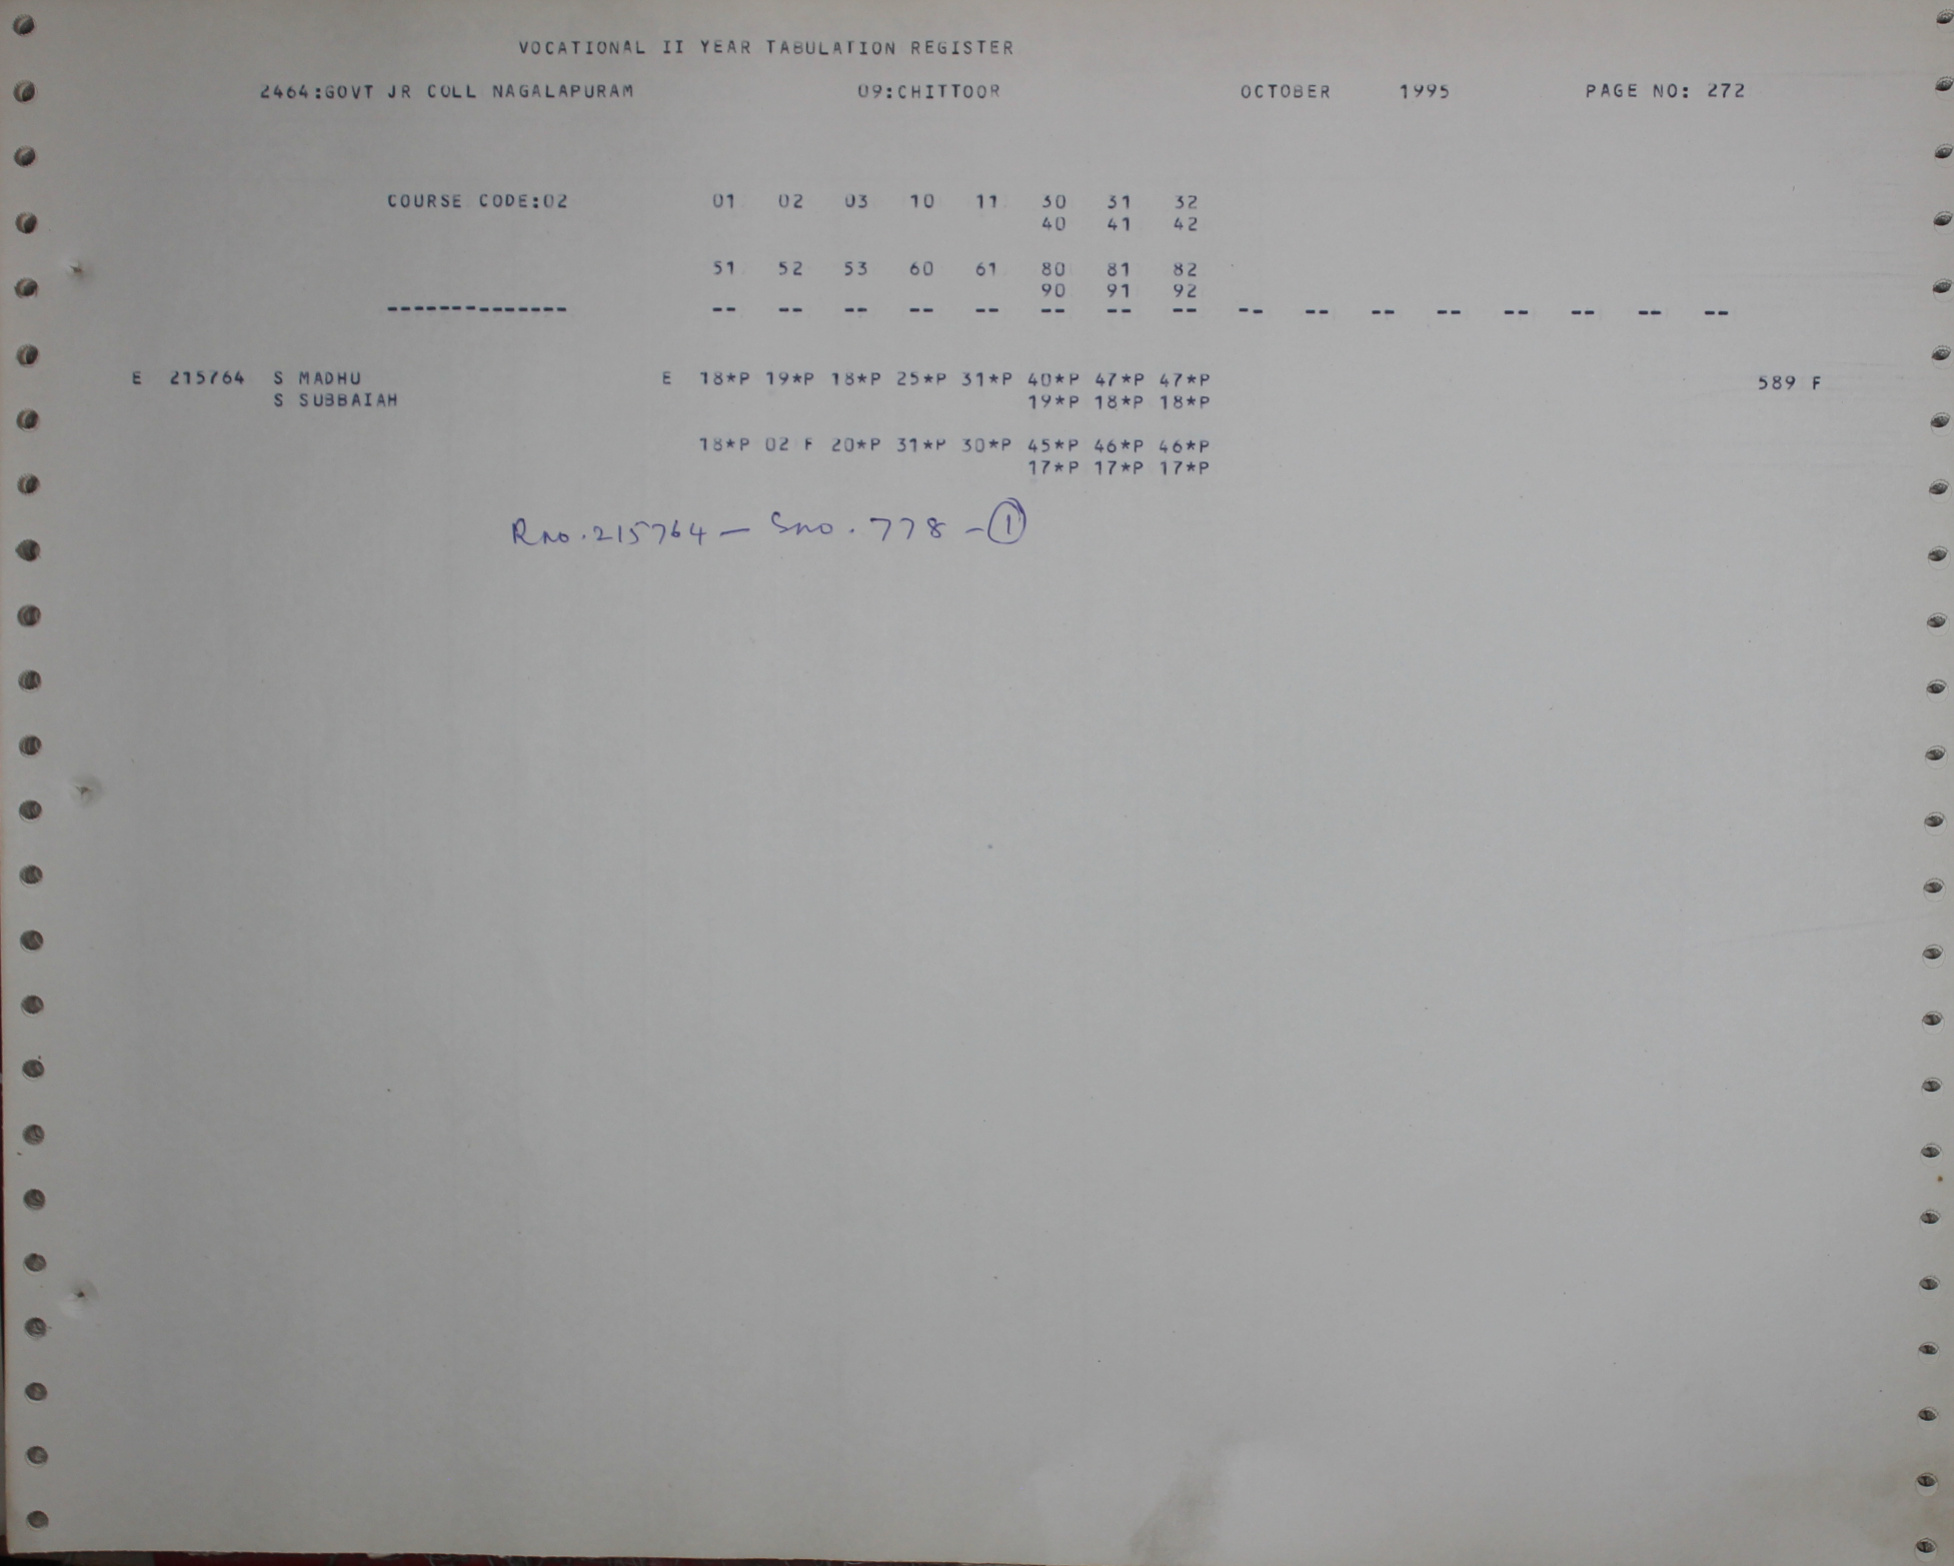 VOCATIONAL II YEAR TABULATION REGISTER
2464:GOVT JR COLL NAGALAPURAM 09:CHITTOOR OCTOBER 1995 PAGE NO: 272
COURSE CODE:02 01 02 03 10 11 30 31 32
40 41 42
51 52 53 60 61 80 81 82
90 91 92
-------------- -- -- -- -- -- -- -- -- -- -- -- -- -- -- -- --
E 215764 S MADHU E 18*P 19*P 18*P 25*P 31*P 40*P 47*P 47*P 589 F
S SUBBAIAH 19*P 18*P 18*P
18*P 02 F 20*P 31*P 30*P 45*P 46*P 46*P
17*P 17*P 17*P
Rno.215764 — Sno. 778 - 1